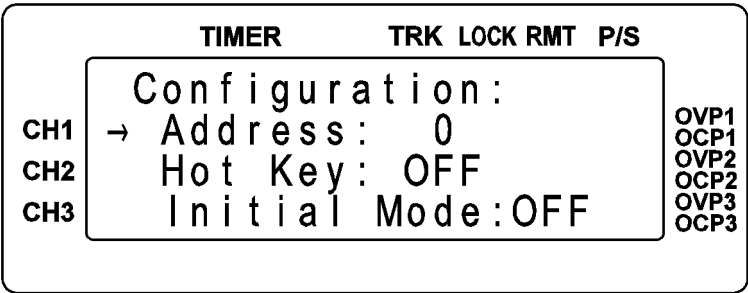 TIMER TRK LOCK RMT P/S
Configuration:
CH1 → Address: 0 OVP1
OCP1
CH2 Hot Key: OFF OVP2
OCP2
CH3 Initial Mode:OFF OVP3
OCP3